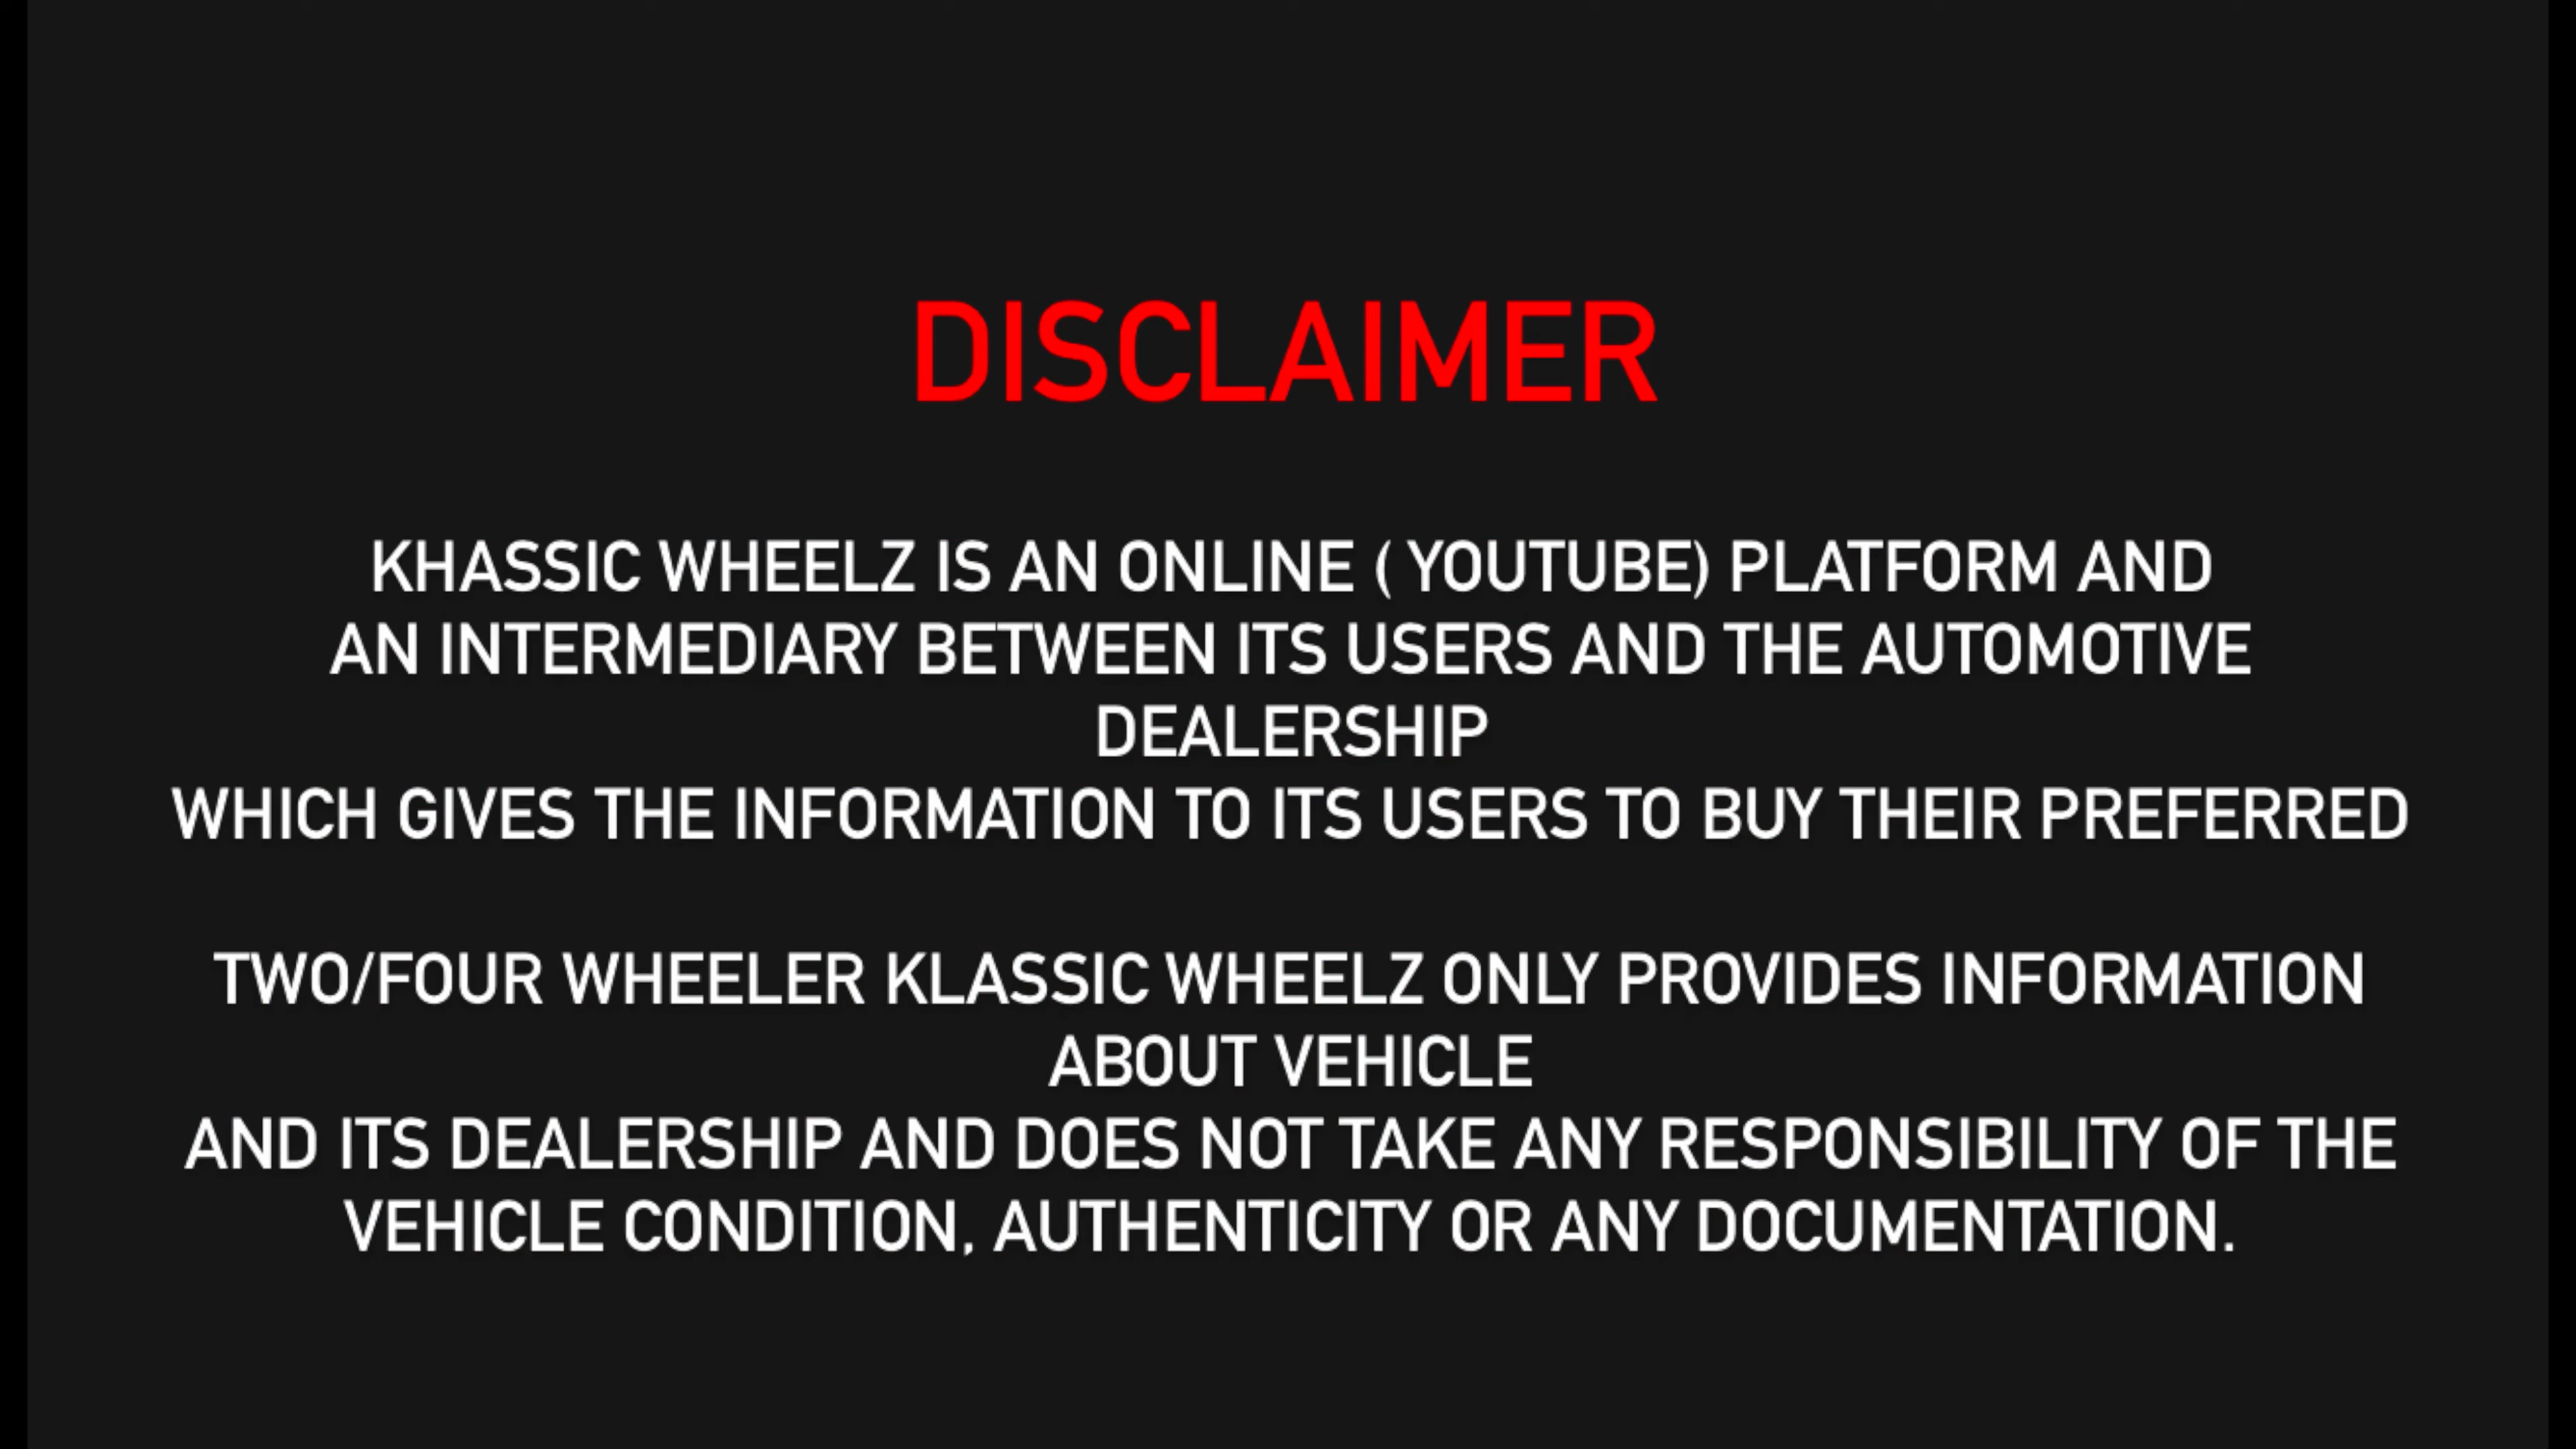 DISCLAIMER
KHASSIC WHEELZ IS AN ONLINE ( YOUTUBE) PLATFORM AND
AN INTERMEDIARY BETWEEN ITS USERS AND THE AUTOMOTIVE
DEALERSHIP
WHICH GIVES THE INFORMATION TO ITS USERS TO BUY THEIR PREFERRED
TWO/FOUR WHEELER KLASSIC WHEELZ ONLY PROVIDES INFORMATION
ABOUT VEHICLE
AND ITS DEALERSHIP AND DOES NOT TAKE ANY RESPONSIBILITY OF THE
VEHICLE CONDITION, AUTHENTICITY OR ANY DOCUMENTATION.